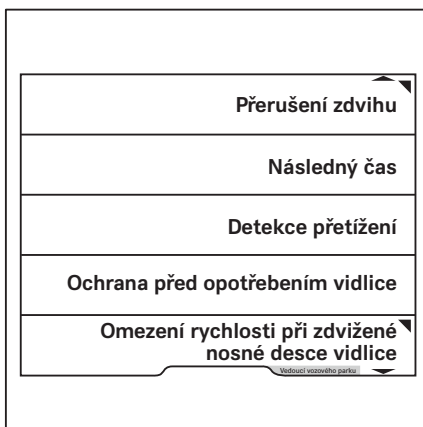 Přerušení zdvihu
Následný čas
Detekce přetížení
Ochrana před opotřebením vidlice
Omezení rychlosti při zdvižené
nosné desce vidlice
Vedoucí vozového parku